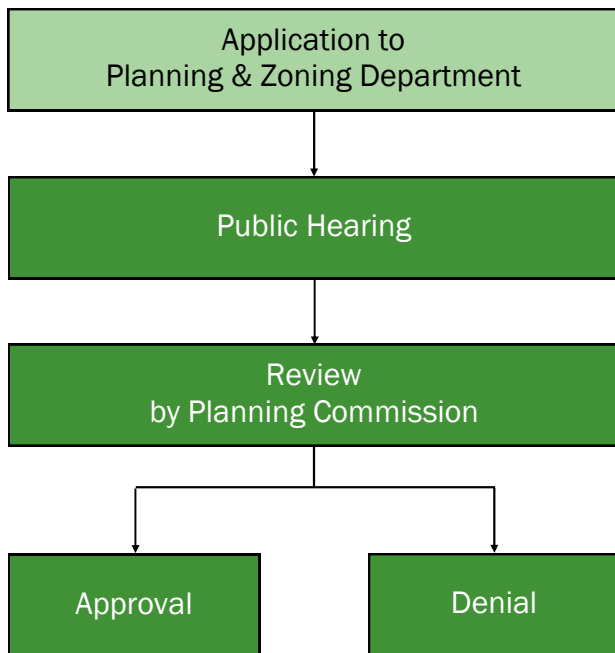 Application to
Planning & Zoning Department
Public Hearing
Review
by Planning Commission
Approval
Denial